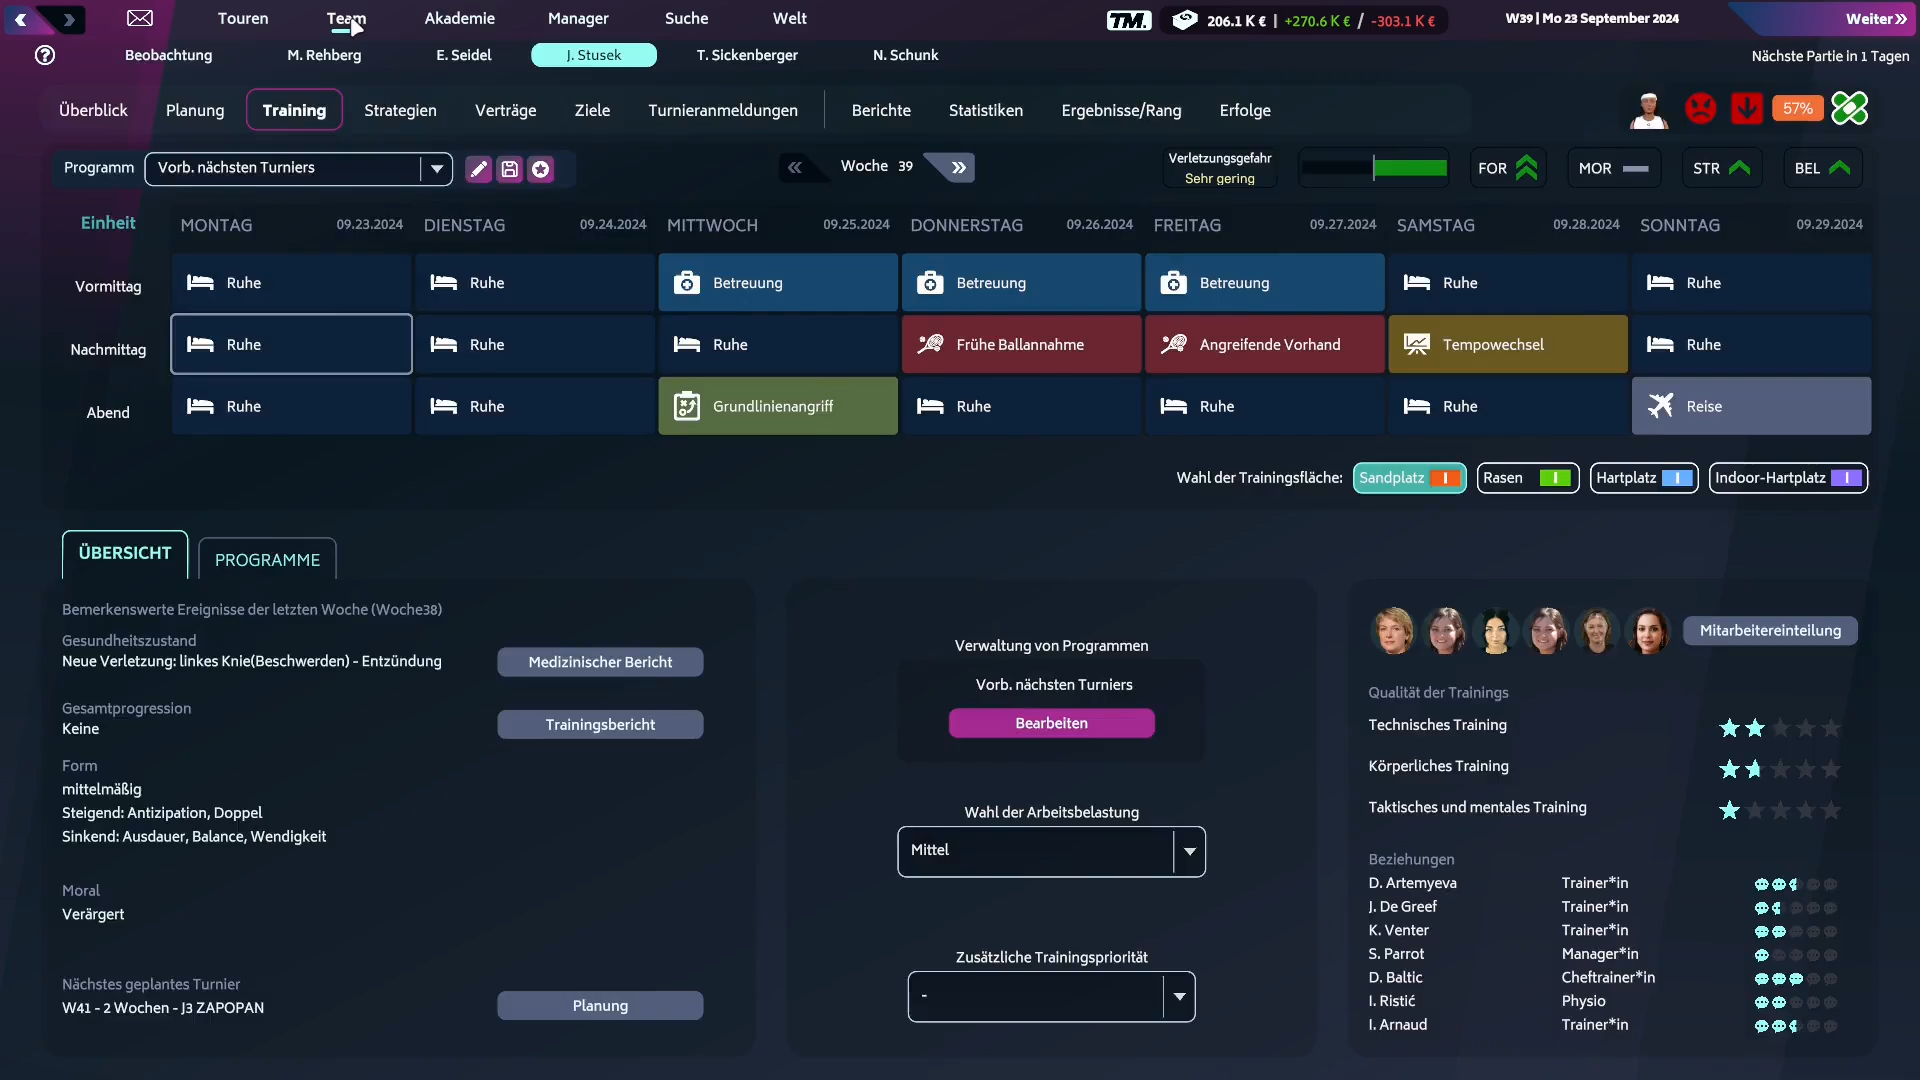 Touren Team Akademie Manager Suche Welt
TM. 206.1 K € | +270.6 K € / -303.1 K €
W39 | Mo 23 September 2024
Weiter
Beobachtung M. Rehberg E. Seidel J. Stusek T. Sickenberger N. Schunk
Nächste Partie in 1 Tagen
Überblick Planung Training Strategien Verträge Ziele Turnieranmeldungen Berichte Statistiken Ergebnisse/Rang Erfolge
57%
Programm Vorb. nächsten Turniers
Woche 39
Verletzungsgefahr
Sehr gering
FOR MOR STR BEL
Einheit
MONTAG 09.23.2024 DIENSTAG 09.24.2024 MITTWOCH 09.25.2024 DONNERSTAG 09.26.2024 FREITAG 09.27.2024 SAMSTAG 09.28.2024 SONNTAG 09.29.2024
Vormittag Ruhe Ruhe Betreuung Betreuung Betreuung Ruhe Ruhe
Nachmittag Ruhe Ruhe Ruhe Frühe Ballannahme Angreifende Vorhand Tempowechsel Ruhe
Abend Ruhe Ruhe Grundlinienangriff Ruhe Ruhe Ruhe Reise
Wahl der Trainingsfläche: Sandplatz Rasen Hartplatz Indoor-Hartplatz
ÜBERSICHT PROGRAMME
Bemerkenswerte Ereignisse der letzten Woche (Woche38)
Gesundheitszustand
Neue Verletzung: linkes Knie(Beschwerden) - Entzündung
Medizinischer Bericht
Gesamtprogression
Keine
Trainingsbericht
Form
mittelmäßig
Steigend: Antizipation, Doppel
Sinkend: Ausdauer, Balance, Wendigkeit
Moral
Verärgert
Nächstes geplantes Turnier
W41 - 2 Wochen - J3 ZAPOPAN
Planung
Verwaltung von Programmen
Vorb. nächsten Turniers
Bearbeiten
Wahl der Arbeitsbelastung
Mittel
Zusätzliche Trainingspriorität
-
Mitarbeitereinteilung
Qualität der Trainings
Technisches Training
Körperliches Training
Taktisches und mentales Training
Beziehungen
D. Artemyeva Trainer*in
J. De Greef Trainer*in
K. Venter Trainer*in
S. Parrot Manager*in
D. Baltic Cheftrainer*in
I. Ristić Physio
I. Arnaud Trainer*in